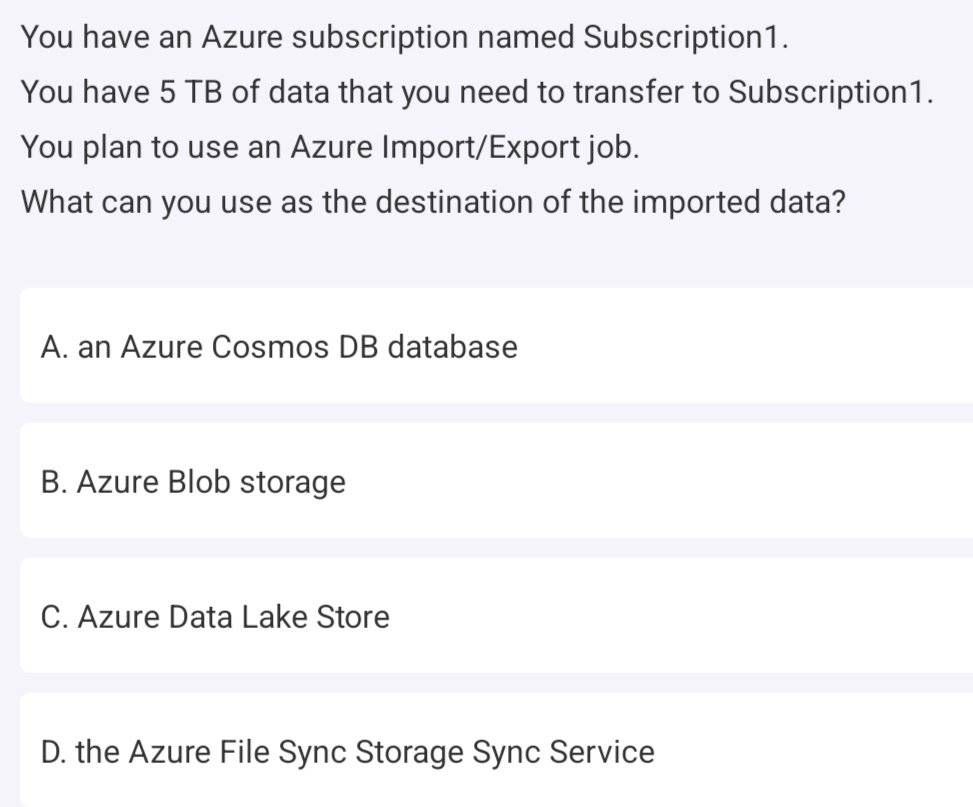 You have an Azure subscription named Subscription1.
You have 5 TB of data that you need to transfer to Subscription1.
You plan to use an Azure Import/Export job.
What can you use as the destination of the imported data?
A. an Azure Cosmos DB database
B. Azure Blob storage
C. Azure Data Lake Store
D. the Azure File Sync Storage Sync Service